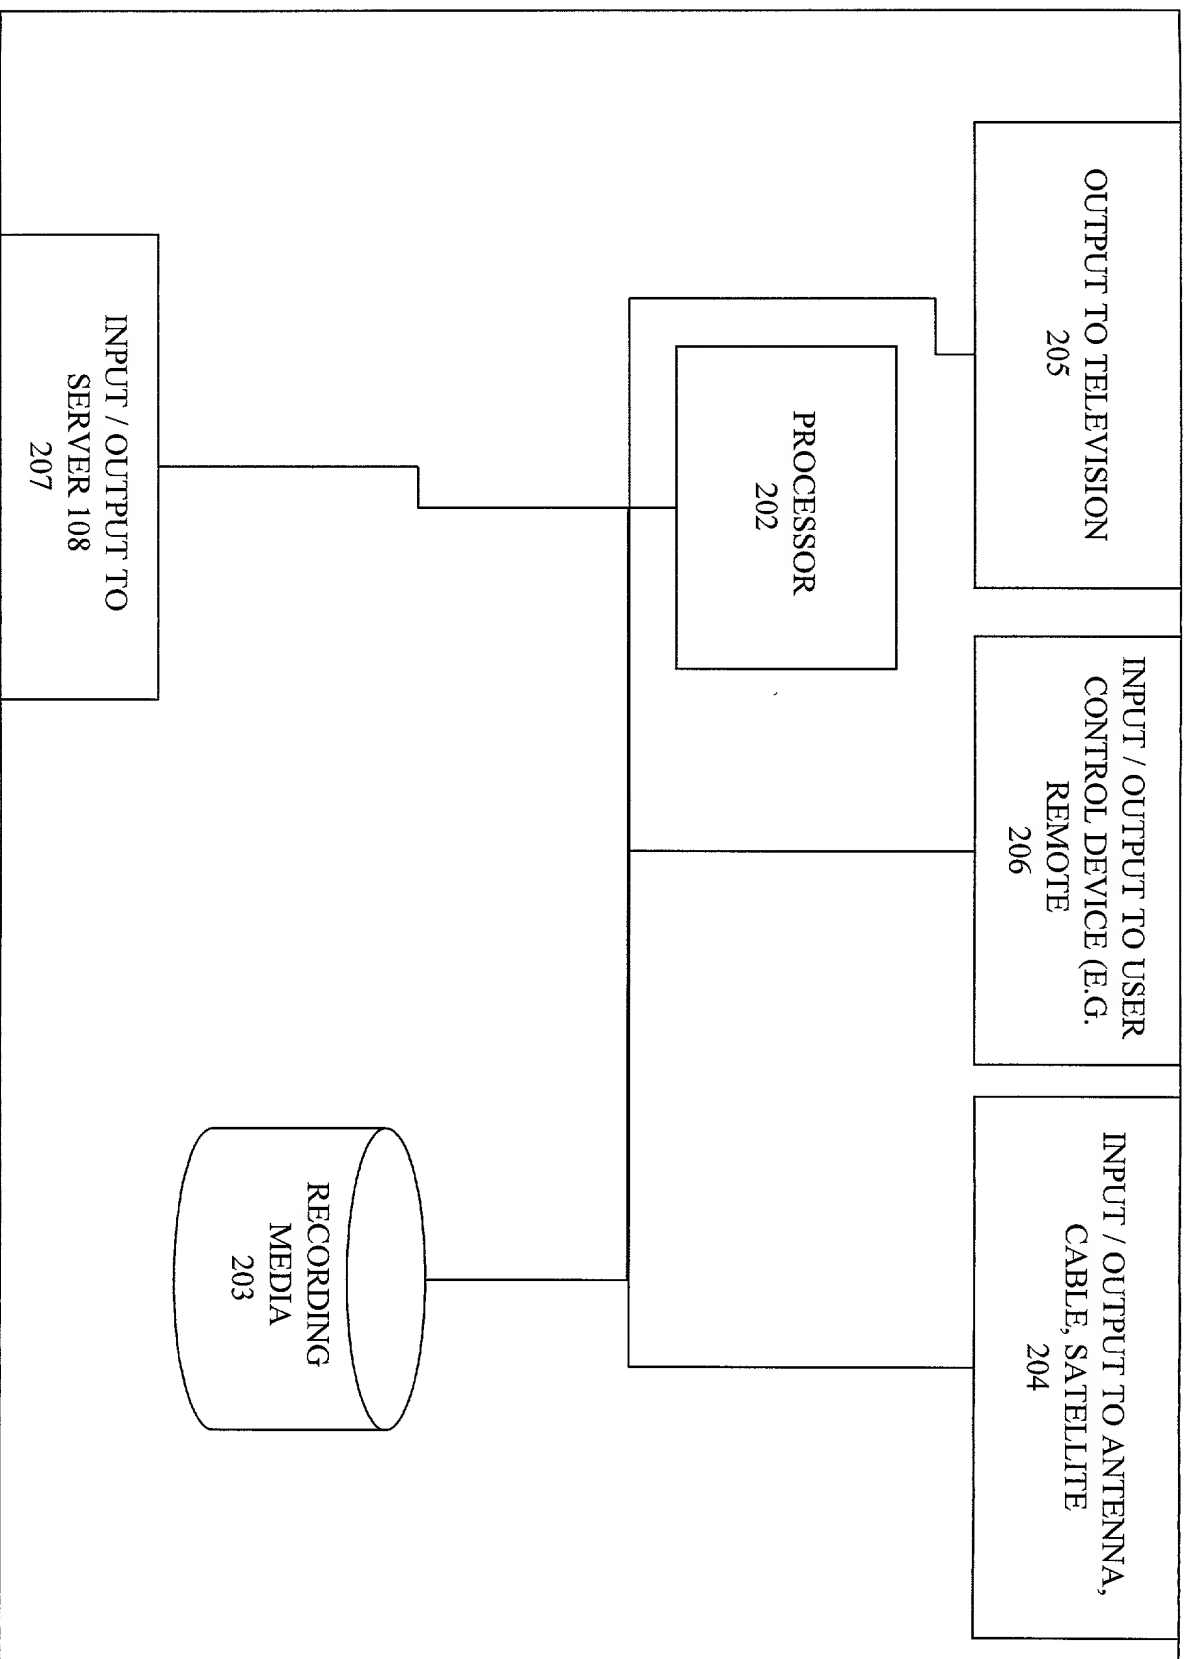 OUTPUT TO TELEVISION
205
INPUT / OUTPUT TO USER
CONTROL DEVICE (E.G.
REMOTE
206
INPUT / OUTPUT TO ANTENNA,
CABLE, SATELLITE
204
PROCESSOR
202
RECORDING
MEDIA
203
INPUT / OUTPUT TO
SERVER 108
207